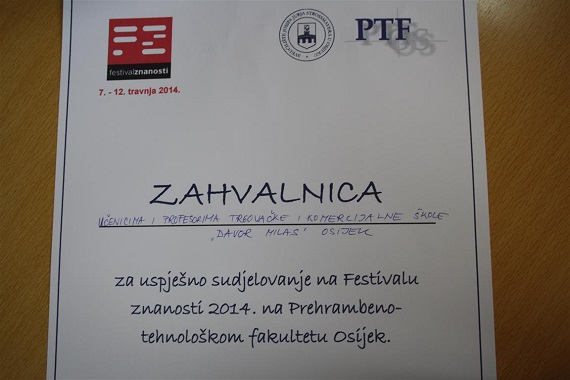 festivalznanosti
7. - 12. travnja 2014.
PTF
ZAHVALNICA
UČENICIMA I PROFESORIMA TRGOVAČKE I KOMERCIJALNE ŠKOLE
„DAVOR MILAS" OSIJEK
za uspješno sudjelovanje na Festivalu
znanosti 2014. na Prehrambeno-
tehnološkom fakultetu Osijek.